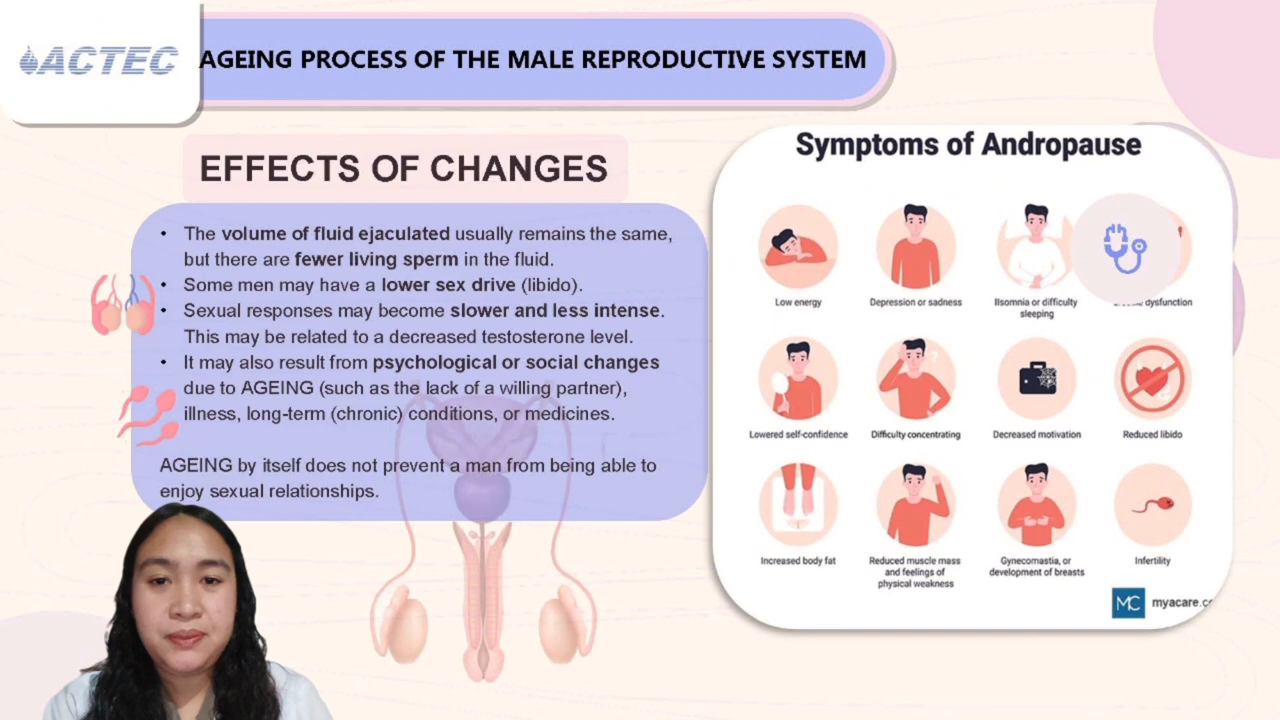 ACTEC
AGEING PROCESS OF THE MALE REPRODUCTIVE SYSTEM
EFFECTS OF CHANGES
• The volume of fluid ejaculated usually remains the same,
but there are fewer living sperm in the fluid.
• Some men may have a lower sex drive (libido).
• Sexual responses may become slower and less intense.
This may be related to a decreased testosterone level.
• It may also result from psychological or social changes
due to AGEING (such as the lack of a willing partner),
illness, long-term (chronic) conditions, or medicines.
AGEING by itself does not prevent a man from being able to
enjoy sexual relationships.
Symptoms of Andropause
Low energy
Depression or sadness
Ilsomnia or difficulty
sleeping
dysfunction
Lowered self-confidence
Difficulty concentrating
Decreased motivation
Reduced libido
Increased body fat
Reduced muscle mass
and feelings of
physical weakness
Gynecomastia, or
development of breasts
Infertility
MC
myacare.c